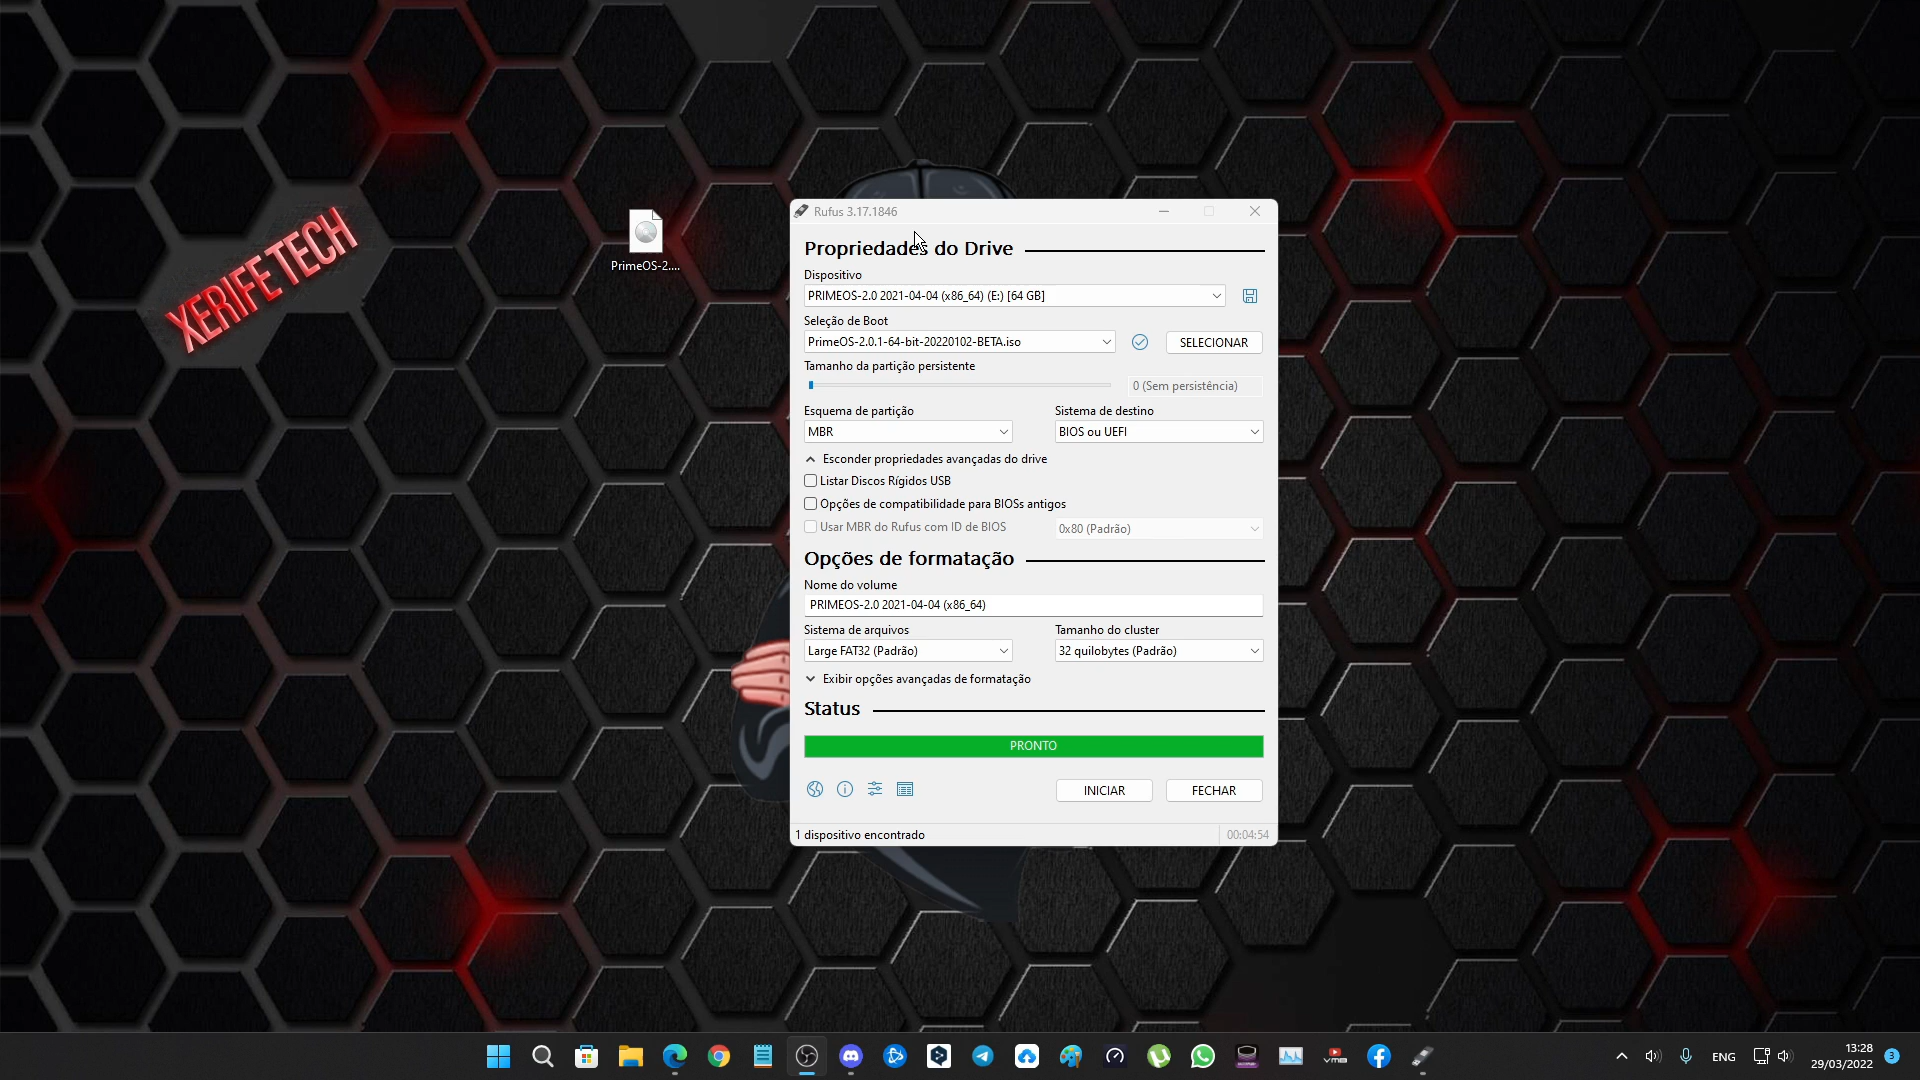 XERIFE TECH
PrimeOS-2....
Rufus 3.17.1846
Propriedades do Drive
Dispositivo
PRIMEOS-2.0 2021-04-04 (x86_64) (E:) [64 GB]
Seleção de Boot
PrimeOS-2.0.1-64-bit-20220102-BETA.iso
SELECIONAR
Tamanho da partição persistente
0 (Sem persistência)
Esquema de partição
Sistema de destino
MBR
BIOS ou UEFI
Esconder propriedades avançadas do drive
Listar Discos Rígidos USB
Opções de compatibilidade para BIOSs antigos
Usar MBR do Rufus com ID de BIOS
0x80 (Padrão)
Opções de formatação
Nome do volume
PRIMEOS-2.0 2021-04-04 (x86_64)
Sistema de arquivos
Tamanho do cluster
Large FAT32 (Padrão)
32 quilobytes (Padrão)
Exibir opções avançadas de formatação
Status
PRONTO
INICIAR
FECHAR
1 dispositivo encontrado
00:04:54
ENG
13:28
29/03/2022
3